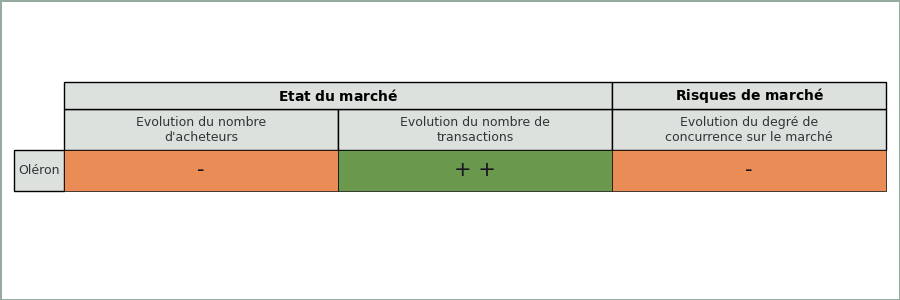 Etat du marché
Risques de marché
Evolution du nombre
d'acheteurs
Evolution du nombre de
transactions
Evolution du degré de
concurrence sur le marché
Oléron
-
+ +
-